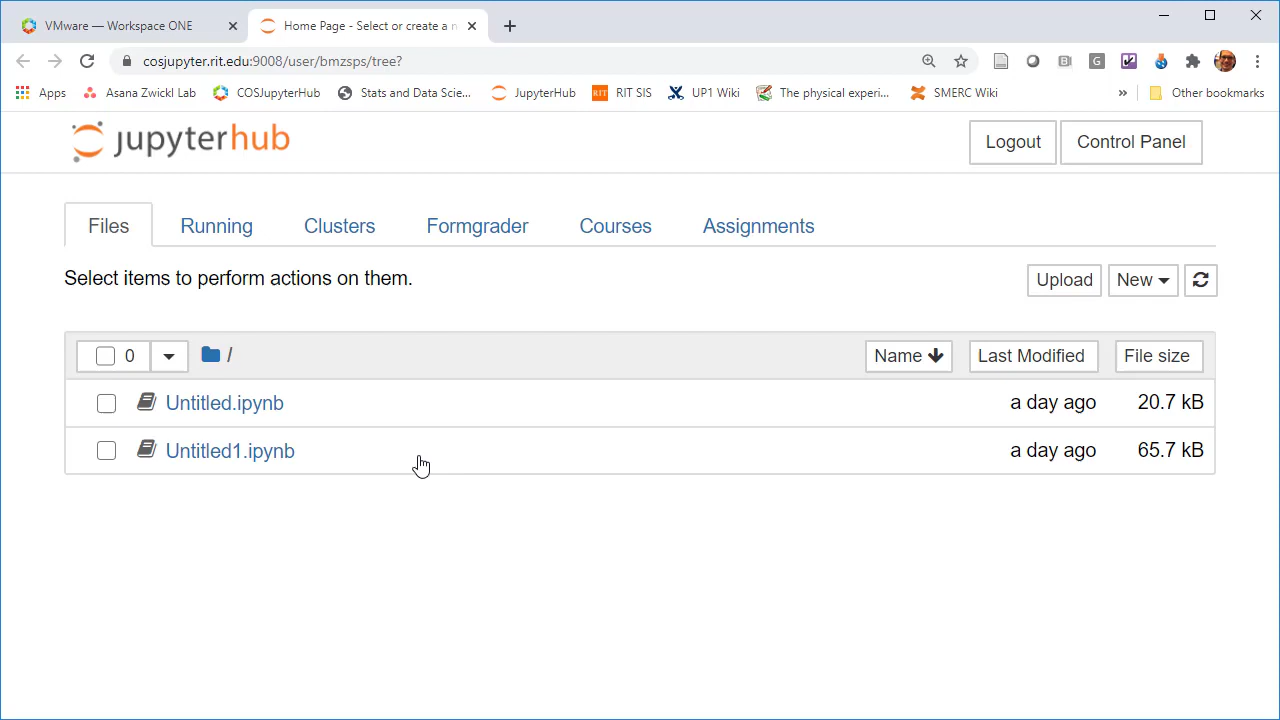 VMware — Workspace ONE
Home Page - Select or create a n
cosjupyter.rit.edu:9008/user/bmzsps/tree?
Apps
Asana Zwickl Lab
COSJupyterHub
Stats and Data Scie...
JupyterHub
RIT
RIT SIS
UP1 Wiki
The physical experi...
SMERC Wiki
»
Other bookmarks
jupyterhub
Logout
Control Panel
Files
Running
Clusters
Formgrader
Courses
Assignments
Select items to perform actions on them.
Upload
New
0
/
Name
Last Modified
File size
Untitled.ipynb
a day ago
20.7 kB
Untitled1.ipynb
a day ago
65.7 kB